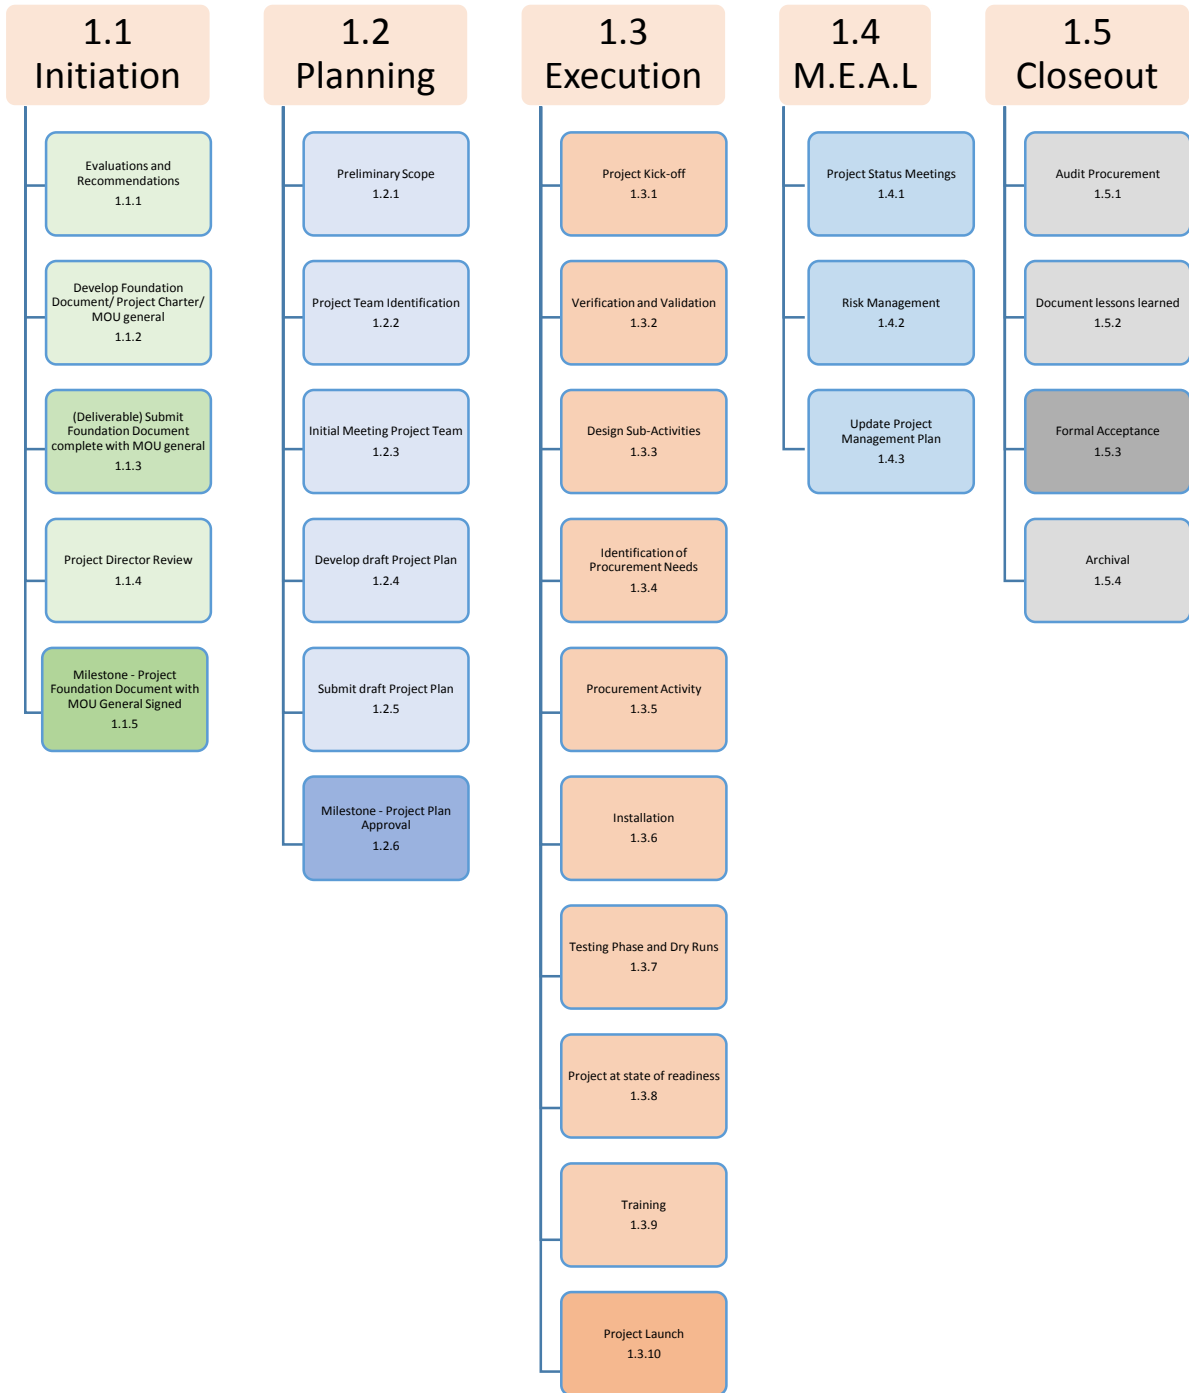 1.1
Initiation
Evaluations and
Recommendations
1.1.1
Develop Foundation
Document/ Project Charter/
MOU general
1.1.2
(Deliverable) Submit
Foundation Document
complete with MOU general
1.1.3
Project Director Review
1.1.4
Milestone - Project
Foundation Document with
MOU General Signed
1.1.5
1.2
Planning
Preliminary Scope
1.2.1
Project Team Identification
1.2.2
Initial Meeting Project Team
1.2.3
Develop draft Project Plan
1.2.4
Submit draft Project Plan
1.2.5
Milestone - Project Plan
Approval
1.2.6
1.3
Execution
Project Kick-off
1.3.1
Verification and Validation
1.3.2
Design Sub-Activities
1.3.3
Identification of
Procurement Needs
1.3.4
Procurement Activity
1.3.5
Installation
1.3.6
Testing Phase and Dry Runs
1.3.7
Project at state of readiness
1.3.8
Training
1.3.9
Project Launch
1.3.10
1.4
M.E.A.L
Project Status Meetings
1.4.1
Risk Management
1.4.2
Update Project
Management Plan
1.4.3
1.5
Closeout
Audit Procurement
1.5.1
Document lessons learned
1.5.2
Formal Acceptance
1.5.3
Archival
1.5.4